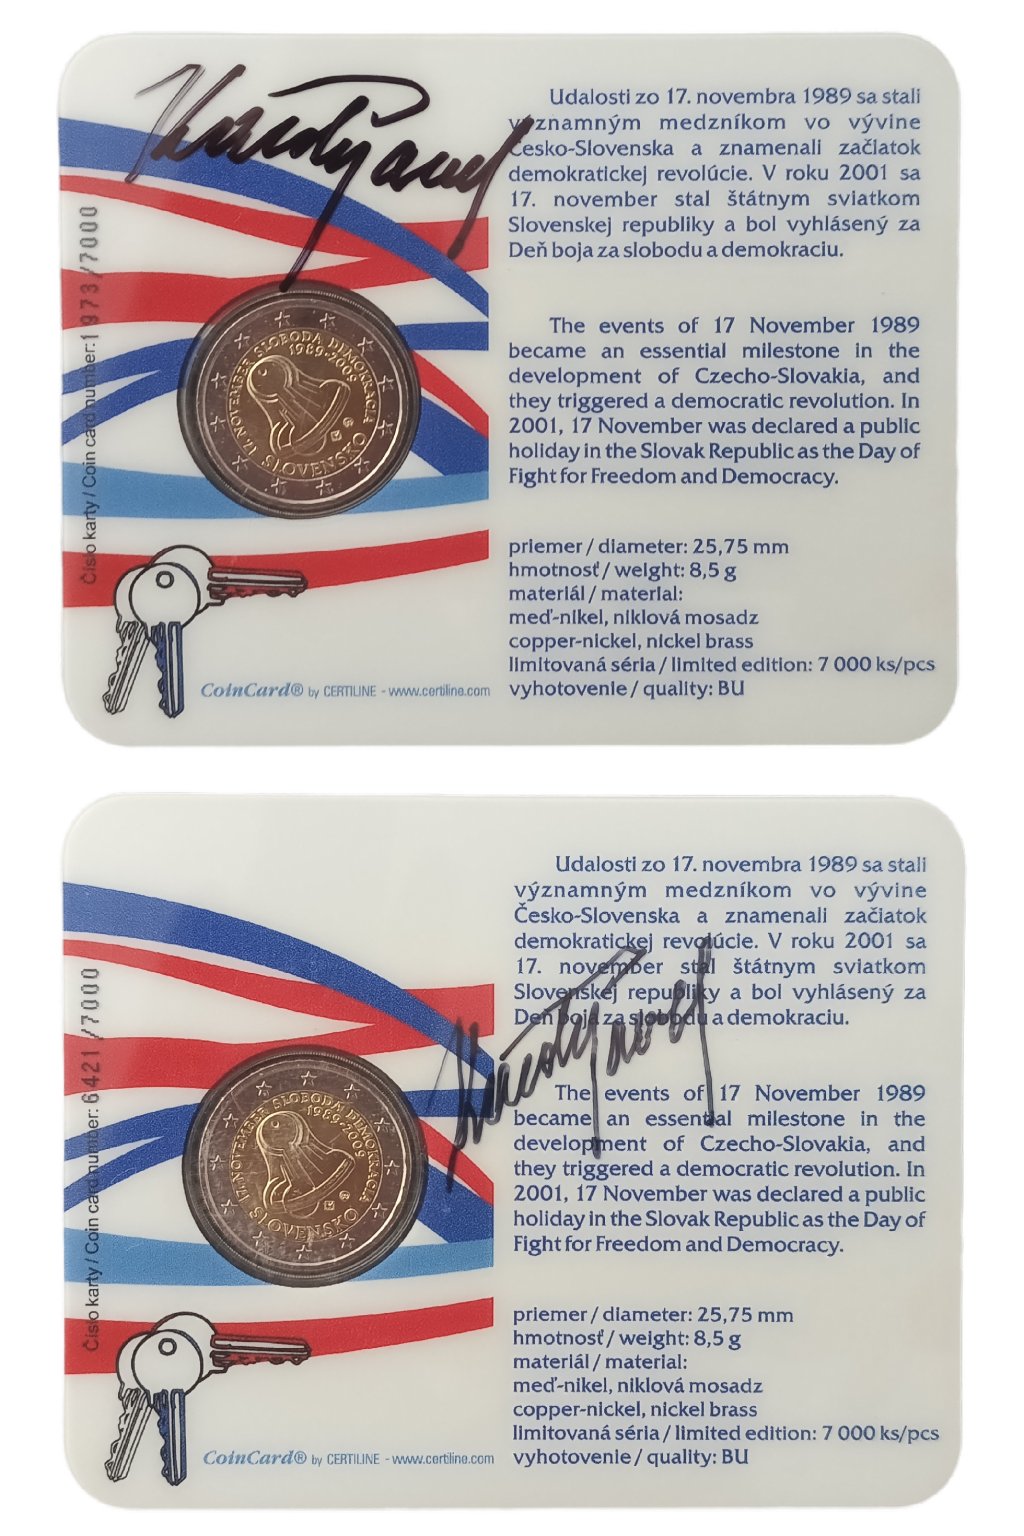 Udalosti zo 17. novembra 1989 sa stali
významným medzníkom vo vývine
Česko-Slovenska a znamenali začiatok
demokratickej revolúcie. V roku 2001 sa
17. november stal štátnym sviatkom
Slovenskej republiky a bol vyhlásený za
Deň boja za slobodu a demokraciu.
The events of 17 November 1989
became an essential milestone in the
development of Czecho-Slovakia, and
they triggered a democratic revolution. In
2001, 17 November was declared a public
holiday in the Slovak Republic as the Day of
Fight for Freedom and Democracy.
priemer / diameter: 25,75 mm
hmotnosť / weight: 8,5 g
materiál / material:
meď-nikel, niklová mosadz
copper-nickel, nickel brass
limitovaná séria / limited edition: 7 000 ks/pcs
vyhotovenie / quality: BU
Číslo karty / Coin card number: 1973/7000
17. NOVEMBER SLOBODA DEMOKRACIA
1989-2009
SLOVENSKO
CoinCard® by CERTILINE - www.certiline.com
Udalosti zo 17. novembra 1989 sa stali
významným medzníkom vo vývine
Česko-Slovenska a znamenali začiatok
demokratickej revolúcie. V roku 2001 sa
17. november stal štátnym sviatkom
Slovenskej republiky a bol vyhlásený za
Deň boja za slobodu a demokraciu.
The events of 17 November 1989
became an essential milestone in the
development of Czecho-Slovakia, and
they triggered a democratic revolution. In
2001, 17 November was declared a public
holiday in the Slovak Republic as the Day of
Fight for Freedom and Democracy.
priemer / diameter: 25,75 mm
hmotnosť / weight: 8,5 g
materiál / material:
meď-nikel, niklová mosadz
copper-nickel, nickel brass
limitovaná séria / limited edition: 7 000 ks/pcs
vyhotovenie / quality: BU
Číslo karty / Coin card number: 6421/7000
17. NOVEMBER SLOBODA DEMOKRACIA
1989-2009
SLOVENSKO
CoinCard® by CERTILINE - www.certiline.com